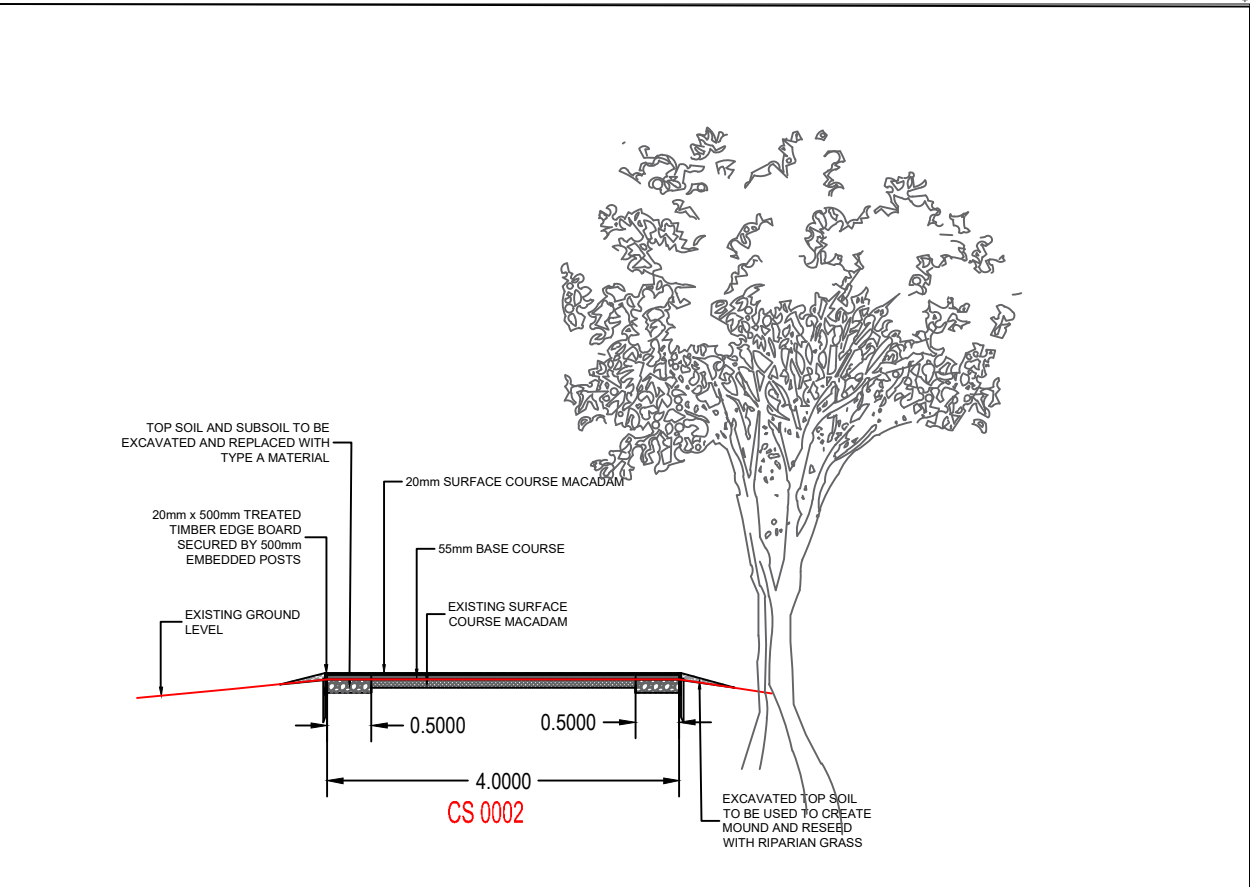 TOP SOIL AND SUBSOIL TO BE
EXCAVATED AND REPLACED WITH
TYPE A MATERIAL
20mm SURFACE COURSE MACADAM
20mm x 500mm TREATED
TIMBER EDGE BOARD
SECURED BY 500mm
EMBEDDED POSTS
55mm BASE COURSE
EXISTING SURFACE
COURSE MACADAM
EXISTING GROUND
LEVEL
0.5000
0.5000
4.0000
CS 0002
EXCAVATED TOP SOIL
TO BE USED TO CREATE
MOUND AND RESEED
WITH RIPARIAN GRASS